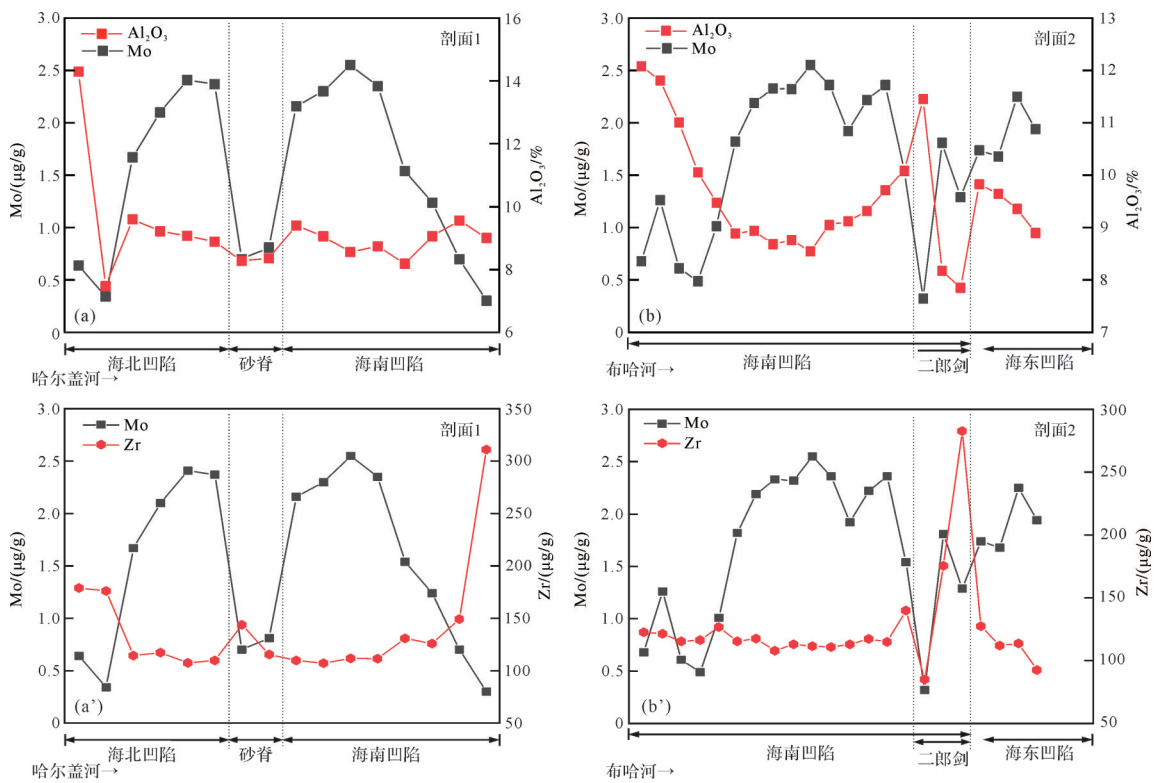 3.0
2.5
2.0
1.5
1.0
0.5
0
Mo/(μg/g)
Al₂O₃
Mo
剖面1
(a)
16
14
12
10
8
6
Al₂O₃/%
海北凹陷
砂脊
海南凹陷
哈尔盖河→
3.0
2.5
2.0
1.5
1.0
0.5
0
Mo/(μg/g)
Al₂O₃
Mo
剖面2
(b)
13
12
11
10
9
8
7
Al₂O₃/%
海南凹陷
二郎剑
海东凹陷
布哈河→
3.0
2.5
2.0
1.5
1.0
0.5
0
Mo/(μg/g)
Mo
Zr
剖面1
(a’)
350
300
250
200
150
100
50
Zr/(μg/g)
海北凹陷
砂脊
海南凹陷
哈尔盖河→
3.0
2.5
2.0
1.5
1.0
0.5
0
Mo/(μg/g)
Mo
Zr
剖面2
(b’)
300
250
200
150
100
50
Zr/(μg/g)
海南凹陷
二郎剑
海东凹陷
布哈河→